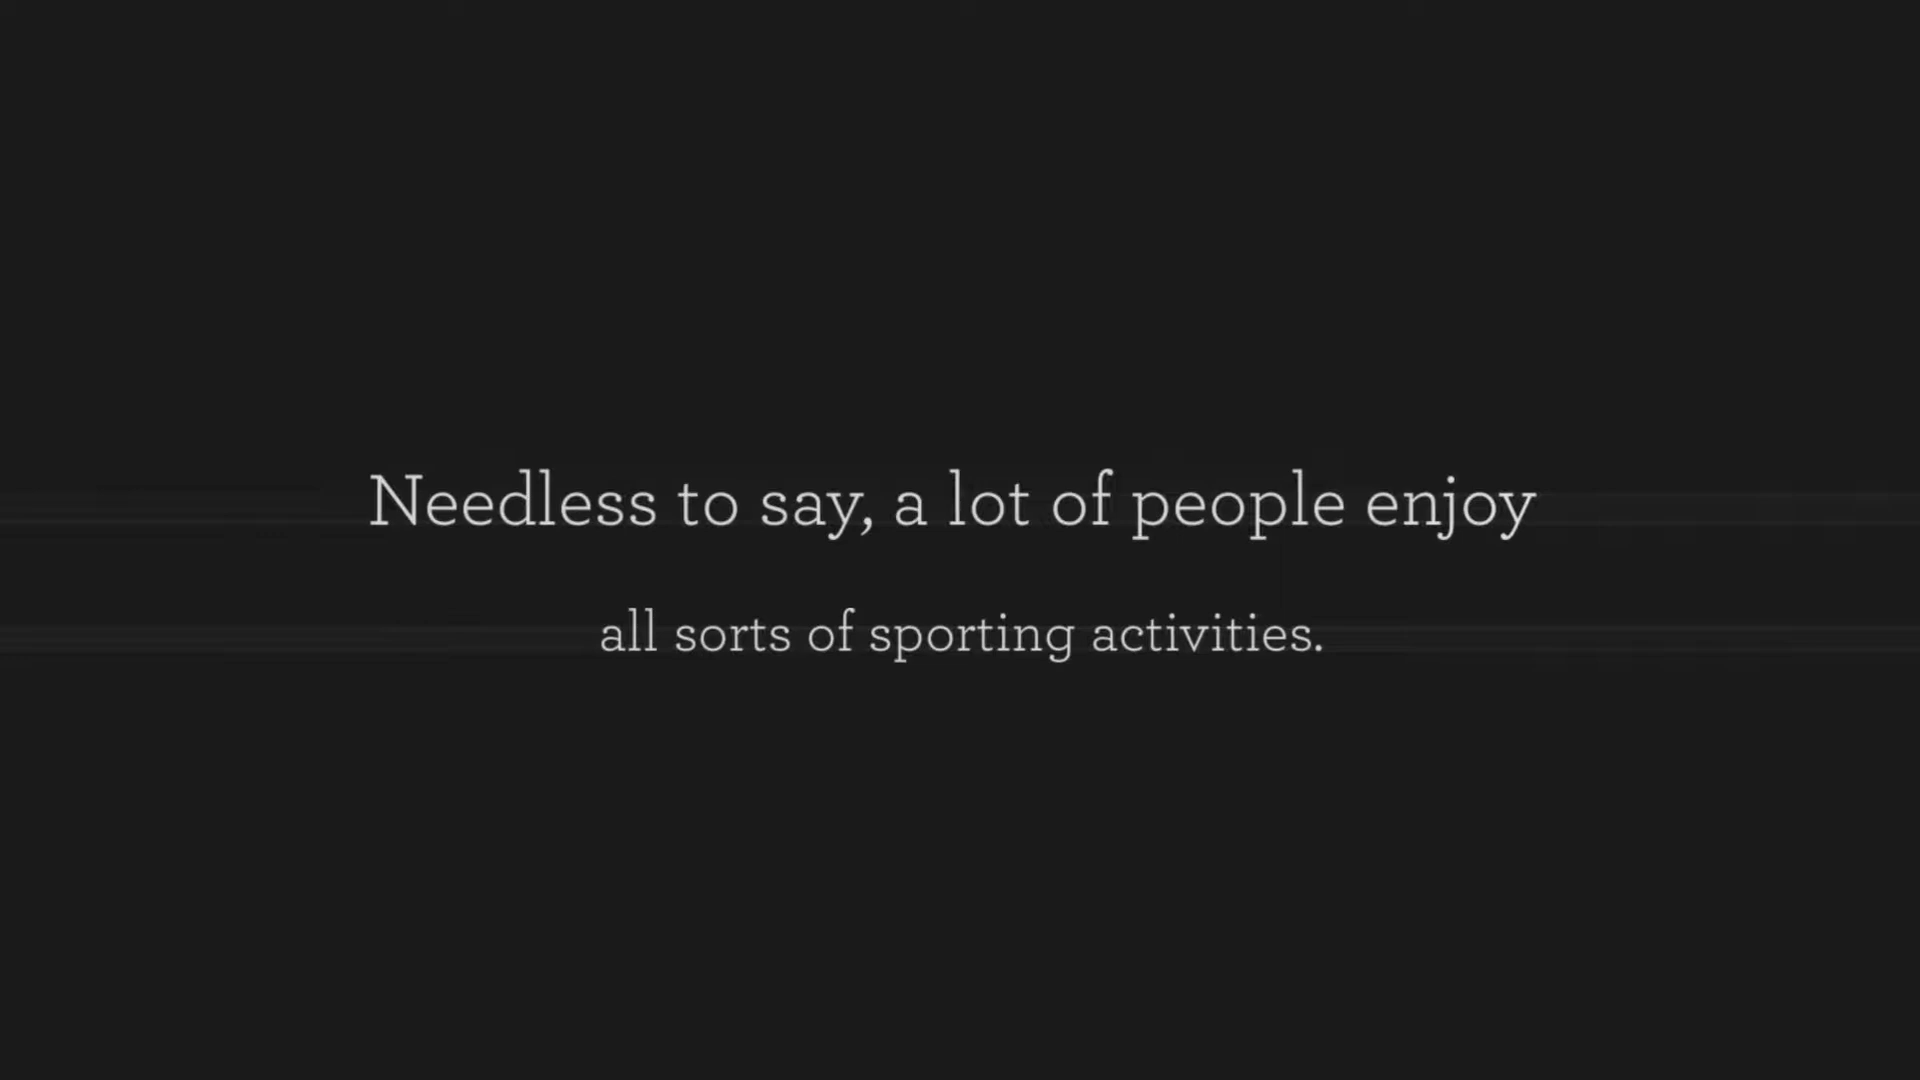 Needless to say, a lot of people enjoy
all sorts of sporting activities.